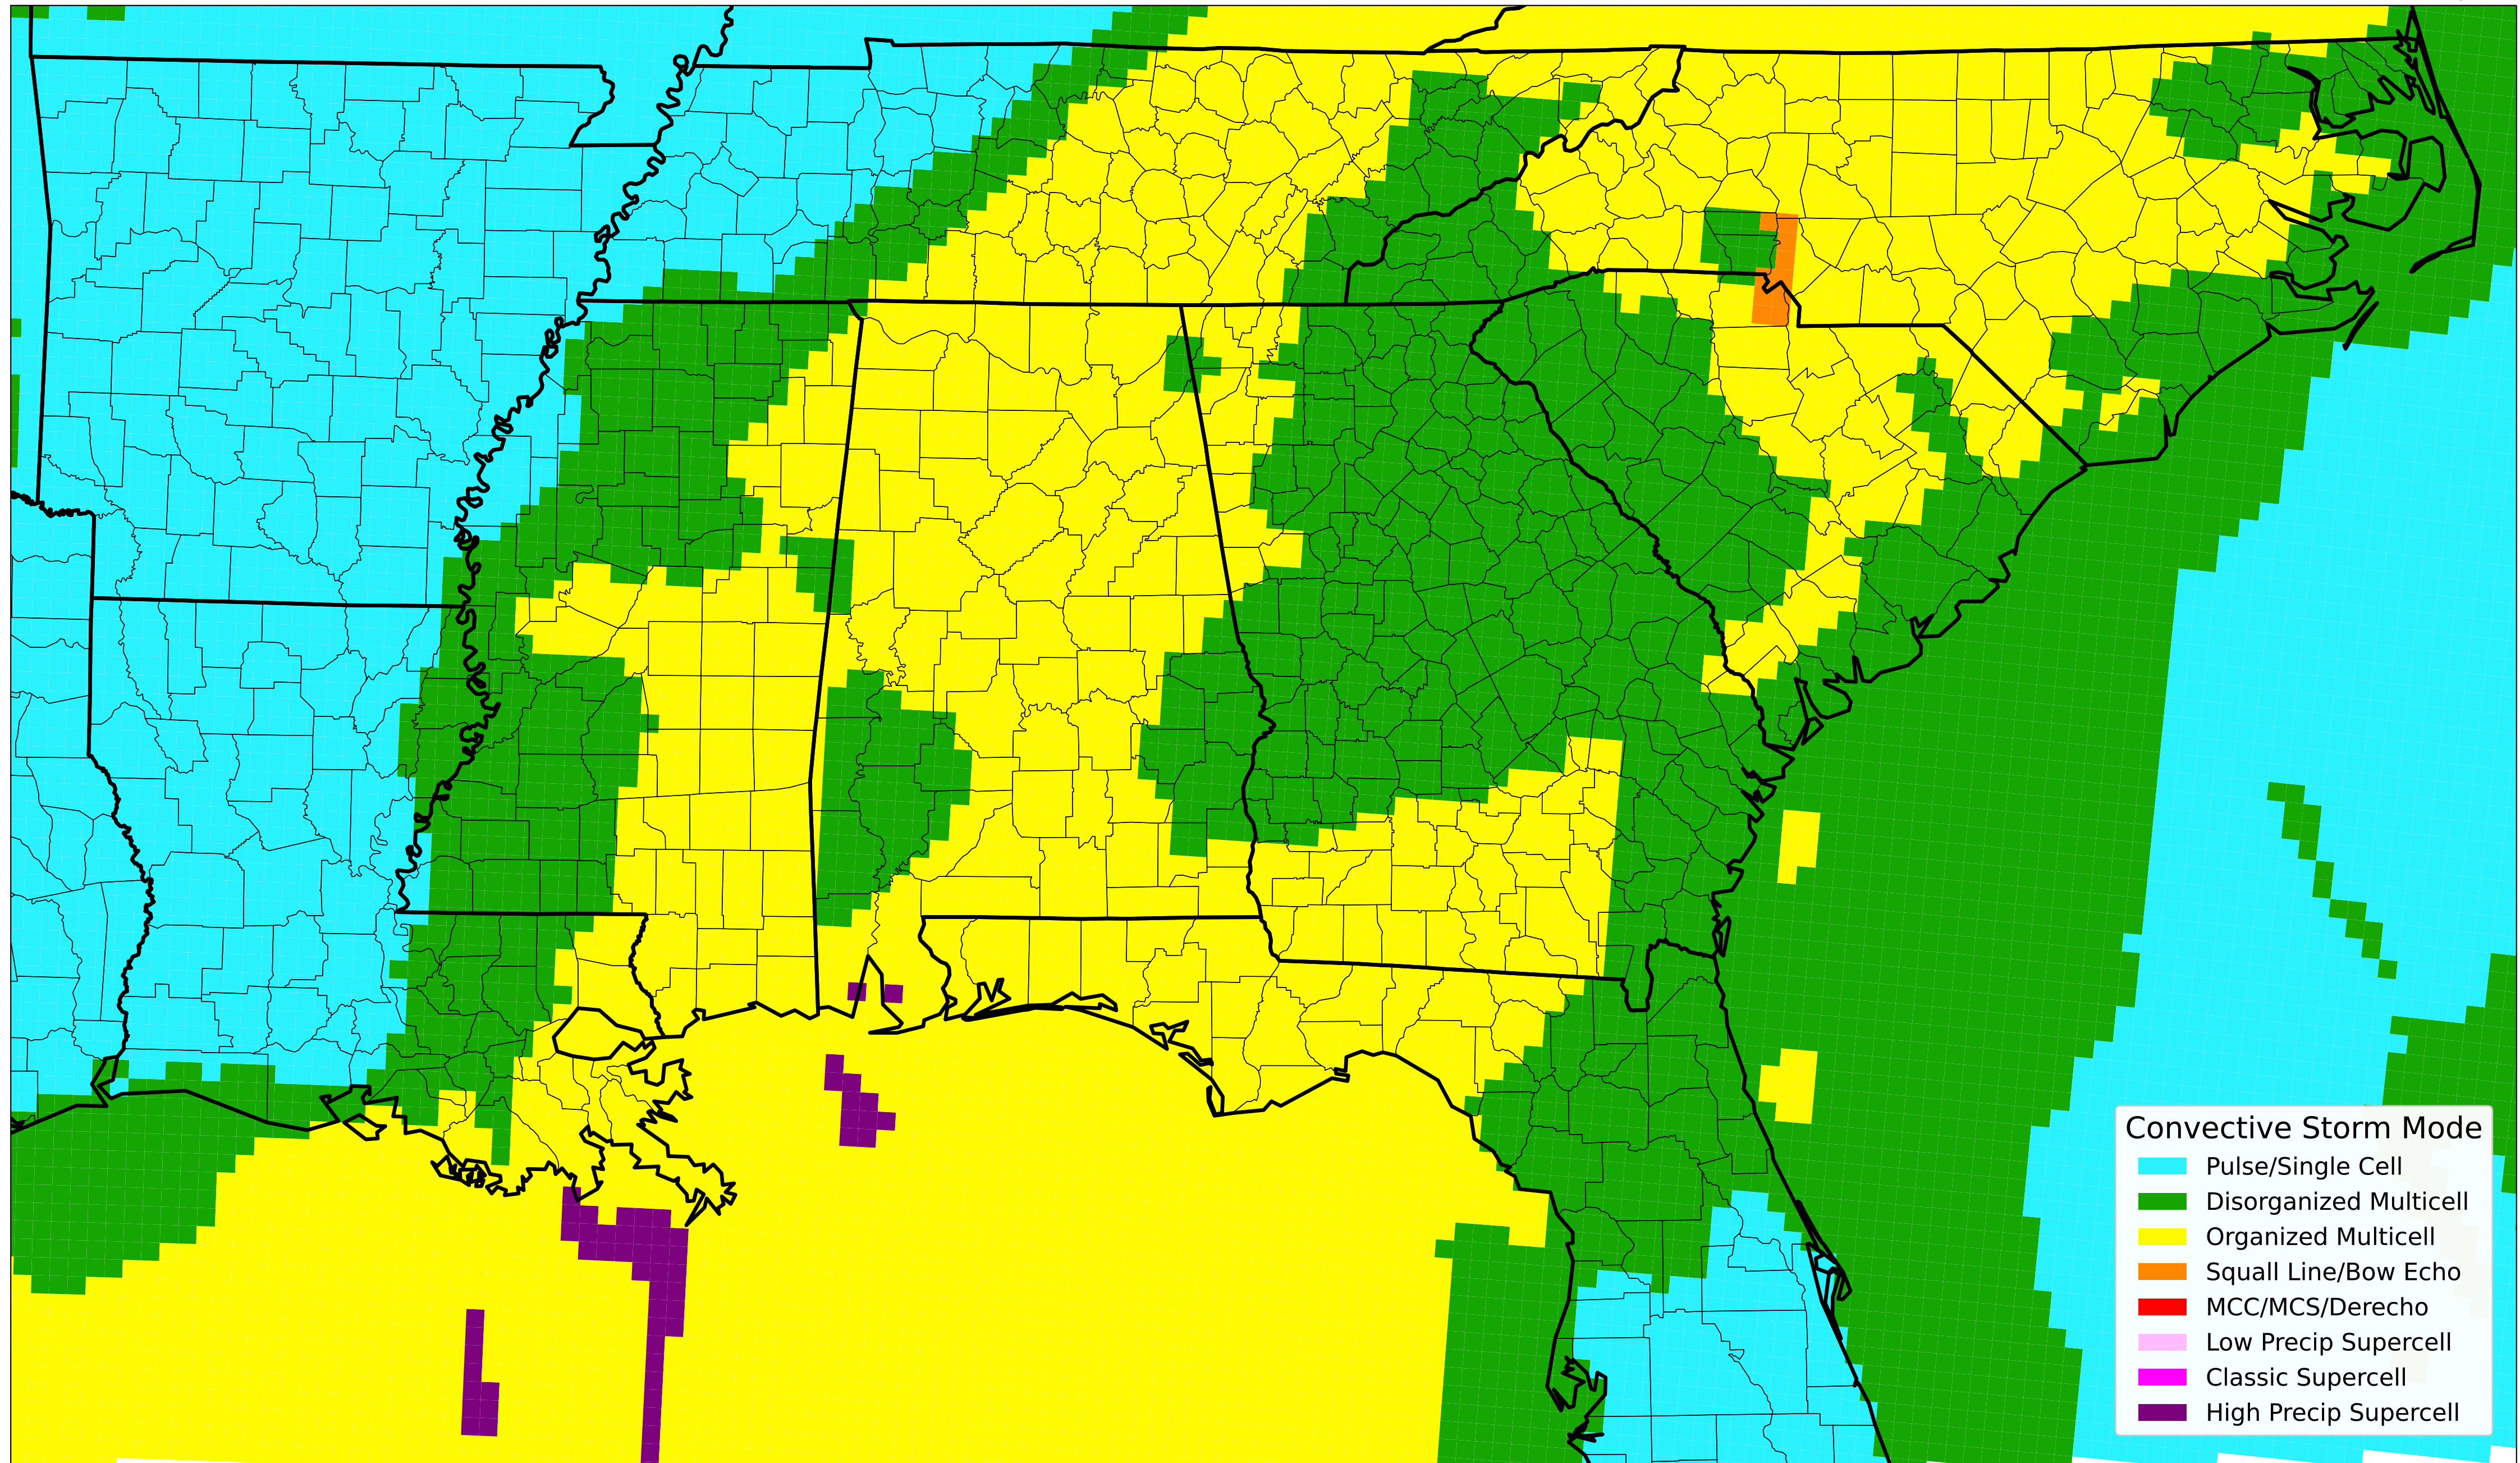 Convective Storm Mode
Pulse/Single Cell
Disorganized Multicell
Organized Multicell
Squall Line/Bow Echo
MCC/MCS/Derecho
Low Precip Supercell
Classic Supercell
High Precip Supercell